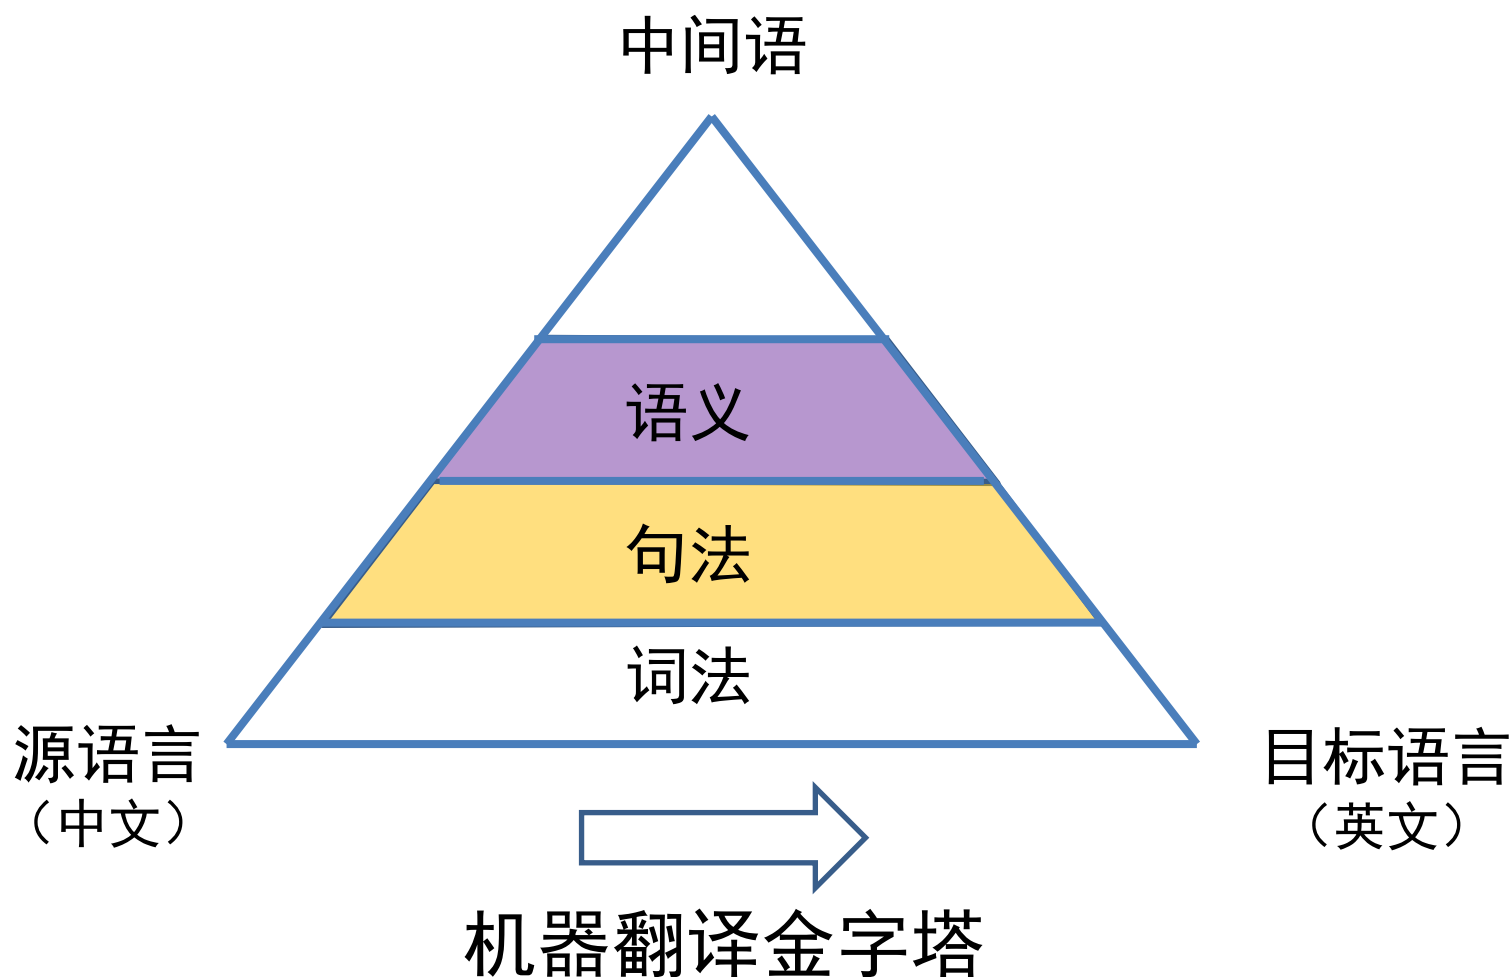 中间语
语义
句法
词法
源语言
（中文）
目标语言
（英文）
机器翻译金字塔